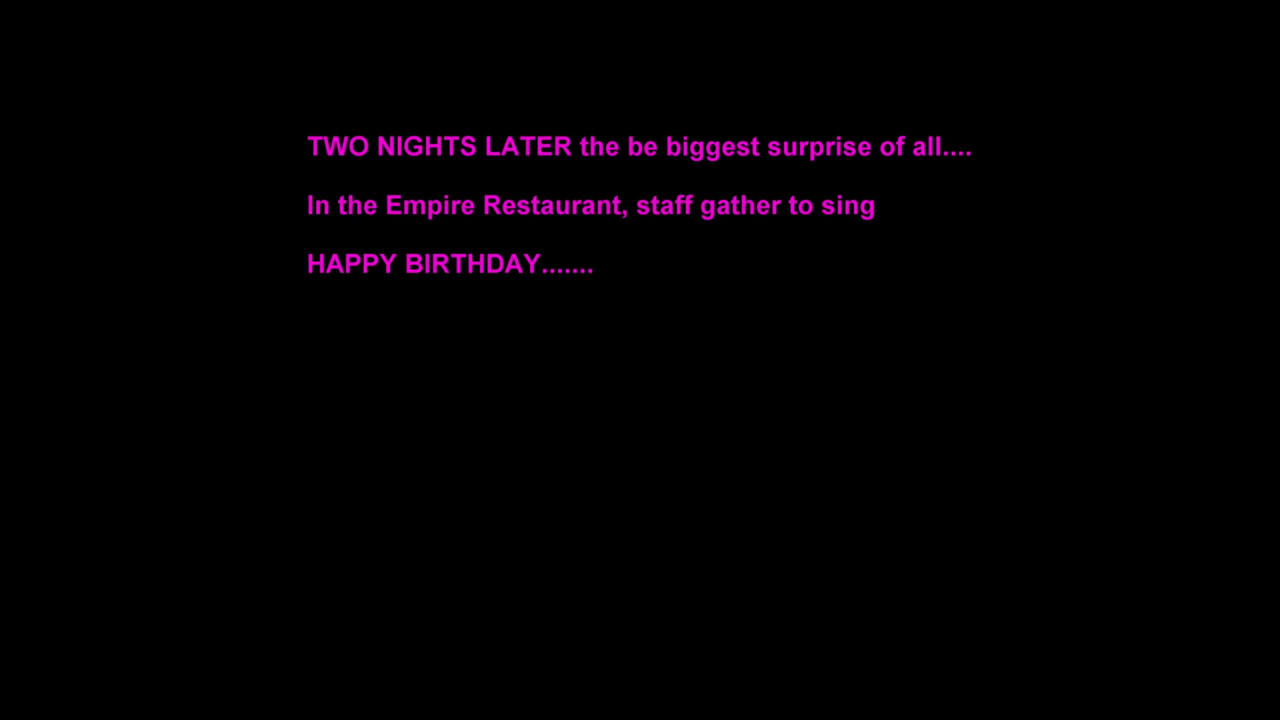 TWO NIGHTS LATER the be biggest surprise of all....
In the Empire Restaurant, staff gather to sing
HAPPY BIRTHDAY.......